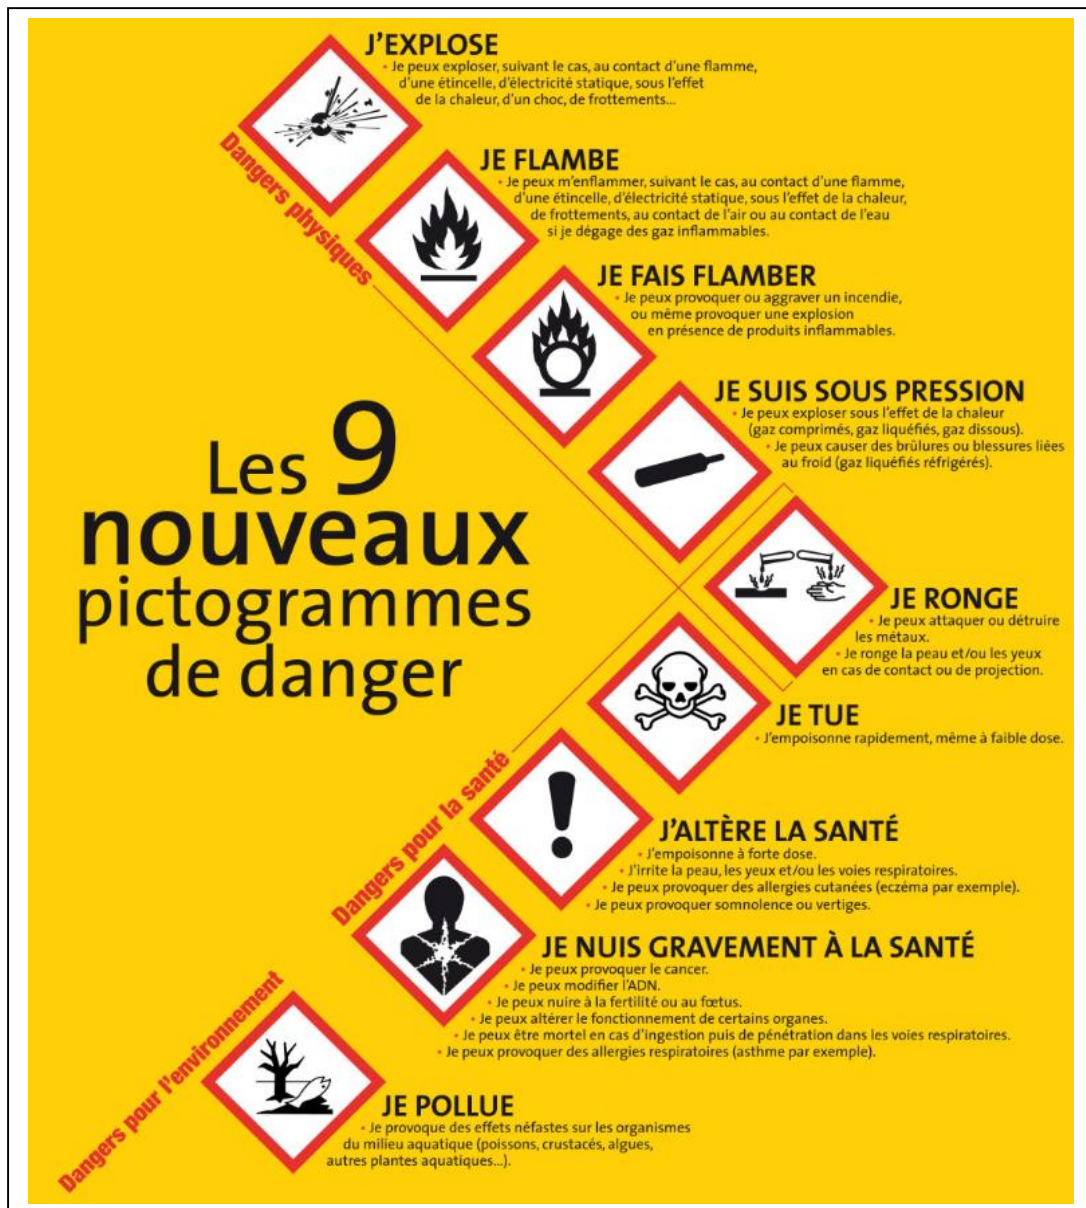 J'EXPLOSE
• Je peux exploser, suivant le cas, au contact d'une flamme,
d'une étincelle, d'électricité statique, sous l'effet
de la chaleur, d'un choc, de frottements...
Dangers physiques
JE FLAMBE
• Je peux m'enflammer, suivant le cas, au contact d'une flamme,
d'une étincelle, d'électricité statique, sous l'effet de la chaleur,
de frottements, au contact de l'air ou au contact de l'eau
si je dégage des gaz inflammables.
JE FAIS FLAMBER
• Je peux provoquer ou aggraver un incendie,
ou même provoquer une explosion
en présence de produits inflammables.
JE SUIS SOUS PRESSION
• Je peux exploser sous l'effet de la chaleur
(gaz comprimés, gaz liquéfiés, gaz dissous).
• Je peux causer des brûlures ou blessures liées
au froid (gaz liquéfiés réfrigérés).
Les 9
nouveaux
pictogrammes
de danger
JE RONGE
• Je peux attaquer ou détruire
les métaux.
• Je ronge la peau et/ou les yeux
en cas de contact ou de projection.
JE TUE
• J'empoisonne rapidement, même à faible dose.
Dangers pour la santé
J'ALTÈRE LA SANTÉ
• J'empoisonne à forte dose.
• J'irrite la peau, les yeux et/ou les voies respiratoires.
• Je peux provoquer des allergies cutanées (eczéma par exemple).
• Je peux provoquer somnolence ou vertiges.
JE NUIS GRAVEMENT À LA SANTÉ
• Je peux provoquer le cancer.
• Je peux modifier l'ADN.
• Je peux nuire à la fertilité ou au fœtus.
• Je peux altérer le fonctionnement de certains organes.
• Je peux être mortel en cas d'ingestion puis de pénétration dans les voies respiratoires.
• Je peux provoquer des allergies respiratoires (asthme par exemple).
Dangers pour l'environnement
JE POLLUE
• Je provoque des effets néfastes sur les organismes
du milieu aquatique (poissons, crustacés, algues,
autres plantes aquatiques...).